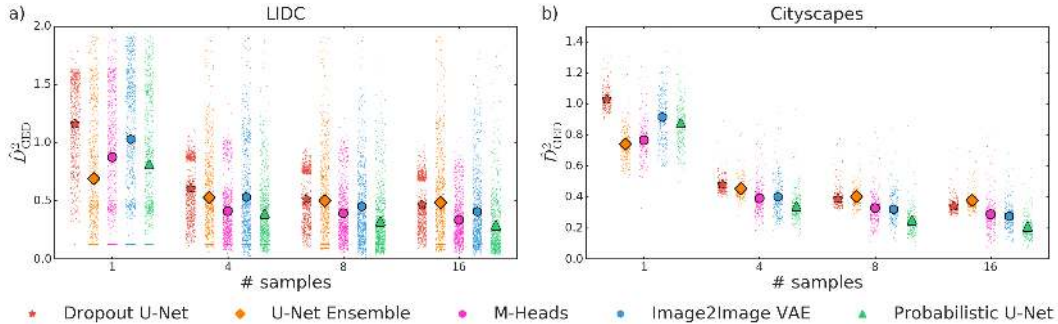 a) LIDC
2.0
1.5
1.0
0.5
0.0
D̂²GED
1 4 8 16
# samples
b) Cityscapes
1.4
1.2
1.0
0.8
0.6
0.4
0.2
0.0
D̂²GED
1 4 8 16
# samples
Dropout U-Net U-Net Ensemble M-Heads Image2Image VAE Probabilistic U-Net